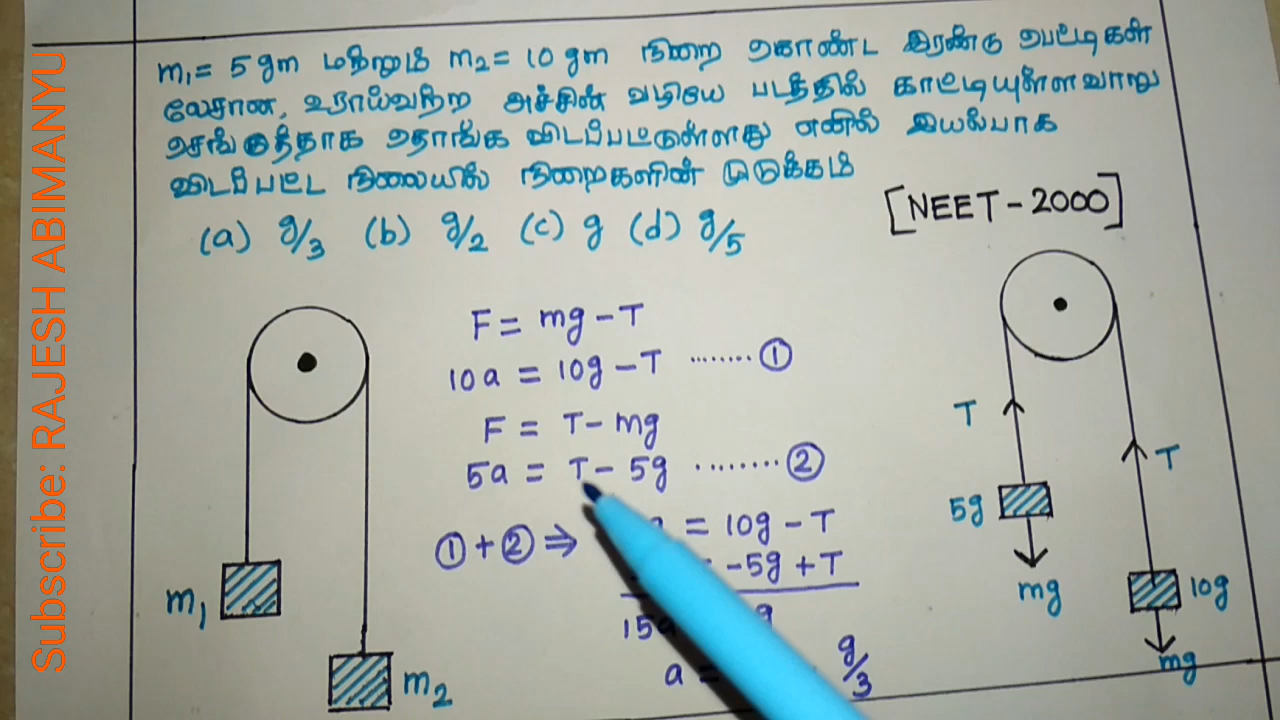 m₁= 5 gm மற்றும் m₂= 10 gm நிறை கொண்ட இரண்டு பெட்டிகள்
லேசான, உராய்வற்ற அச்சின் வழியே படத்தில் காட்டியுள்ளவாறு
செங்குத்தாக தொங்க விடப்பட்டுள்ளது எனில் இயல்பாக
விடப்பட்ட நிலையில் நிறைகளின் முடுக்கம்
[NEET - 2000]
(a) g/3 (b) g/2 (c) g (d) g/5
F = mg - T
10a = 10g - T ........ ①
F = T - mg
5a = T - 5g ........ ②
① + ② ⇒ = 10g - T
-5g + T
15a g
a = g/3
m₁
m₂
T
T
5g
mg
10g
mg
Subscribe: RAJESH ABIMANYU